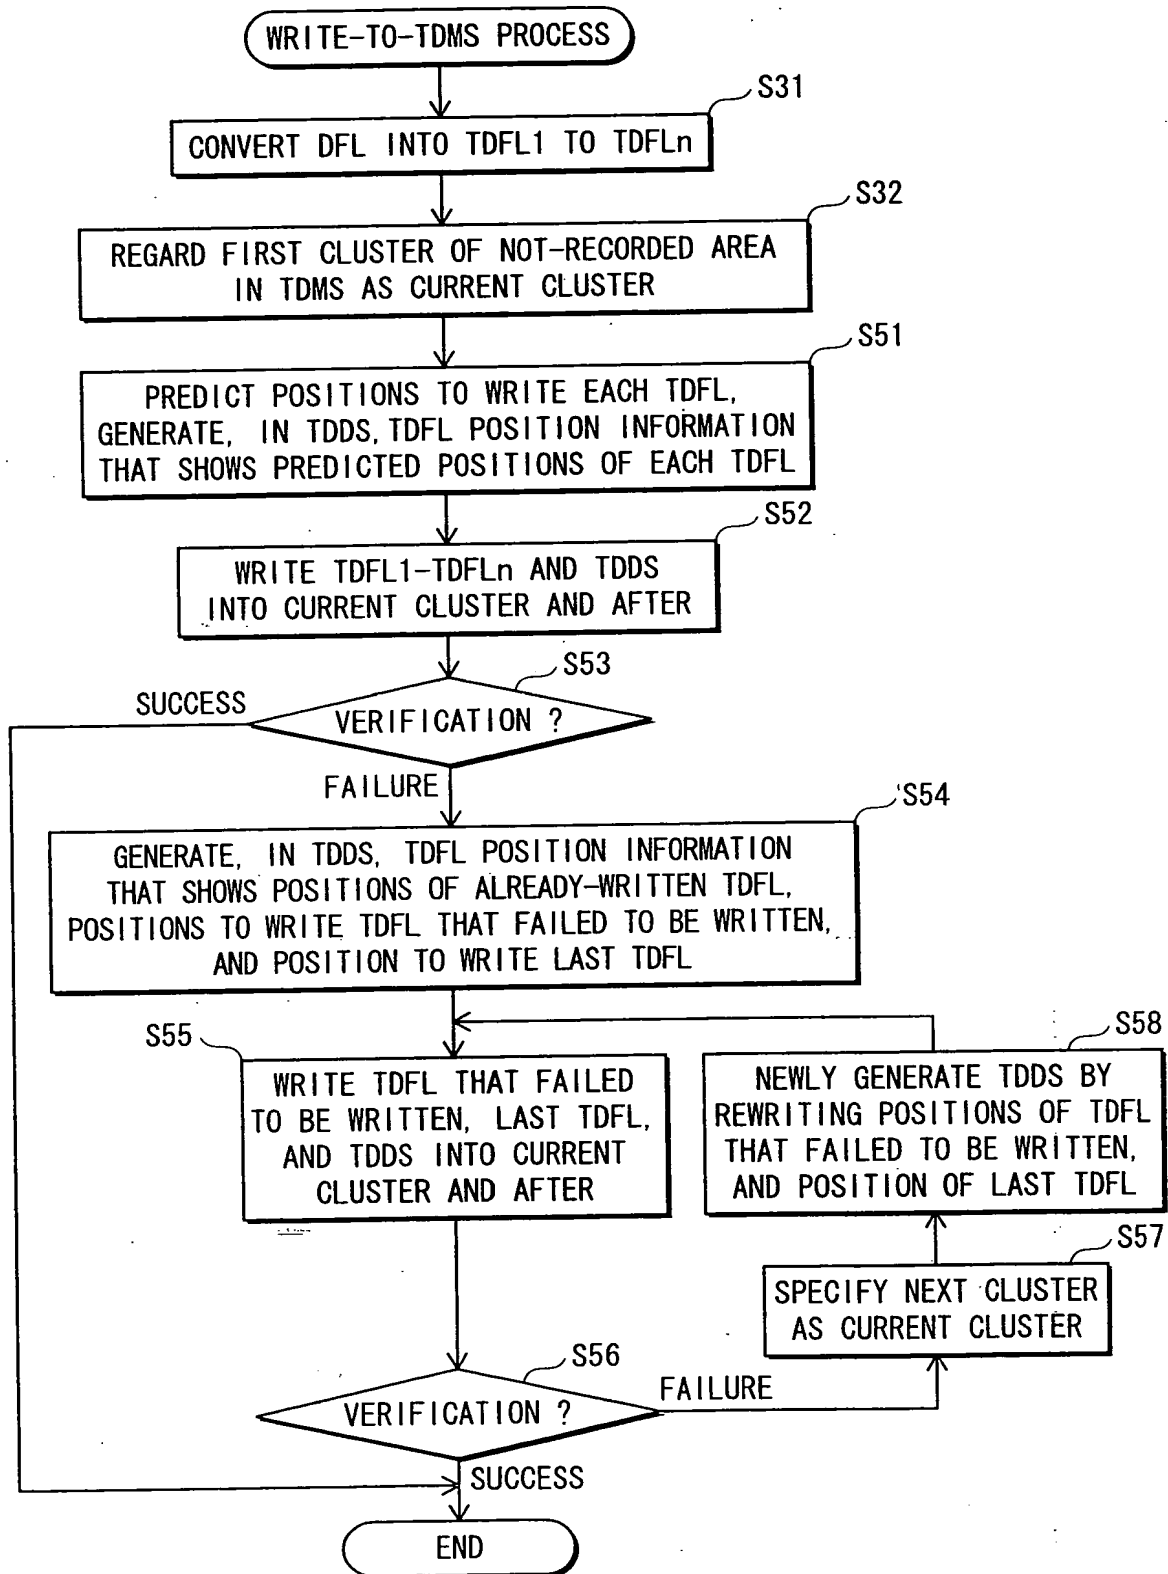 WRITE-TO-TDMS PROCESS
S31
CONVERT DFL INTO TDFL1 TO TDFLn
S32
REGARD FIRST CLUSTER OF NOT-RECORDED AREA
IN TDMS AS CURRENT CLUSTER
S51
PREDICT POSITIONS TO WRITE EACH TDFL,
GENERATE, IN TDDS, TDFL POSITION INFORMATION
THAT SHOWS PREDICTED POSITIONS OF EACH TDFL
S52
WRITE TDFL1-TDFLn AND TDDS
INTO CURRENT CLUSTER AND AFTER
S53
SUCCESS
VERIFICATION ?
FAILURE
S54
GENERATE, IN TDDS, TDFL POSITION INFORMATION
THAT SHOWS POSITIONS OF ALREADY-WRITTEN TDFL,
POSITIONS TO WRITE TDFL THAT FAILED TO BE WRITTEN,
AND POSITION TO WRITE LAST TDFL
S55
WRITE TDFL THAT FAILED
TO BE WRITTEN, LAST TDFL,
AND TDDS INTO CURRENT
CLUSTER AND AFTER
S58
NEWLY GENERATE TDDS BY
REWRITING POSITIONS OF TDFL
THAT FAILED TO BE WRITTEN,
AND POSITION OF LAST TDFL
S57
SPECIFY NEXT CLUSTER
AS CURRENT CLUSTER
S56
VERIFICATION ?
FAILURE
SUCCESS
END